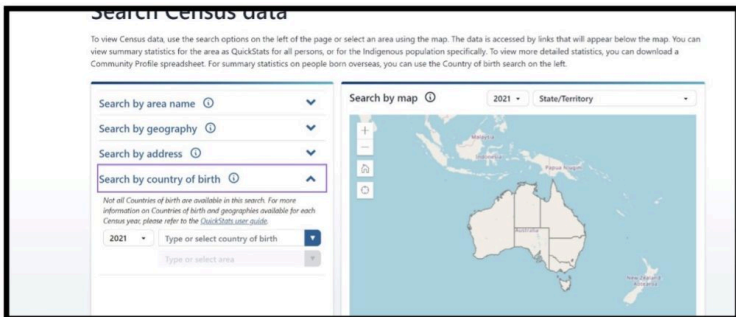 Search Census data
To view Census data, use the search options on the left of the page or select an area using the map. The data is accessed by links that will appear below the map. You can
view summary statistics for the area as QuickStats for all persons, or for the Indigenous population specifically. To view more detailed statistics, you can download a
Community Profile spreadsheet. For summary statistics on people born overseas, you can use the Country of birth search on the left.
Search by area name
Search by geography
Search by address
Search by country of birth
Not all Countries of birth are available in this search. For more
information on Countries of birth and geographies available for each
Census year, please refer to the QuickStats user guide.
2021 Type or select country of birth
Type or select area
Search by map 2021 State/Territory
+
−
Malaysia
Indonesia
Papua Niugini
Australia
New Zealand
Aotearoa